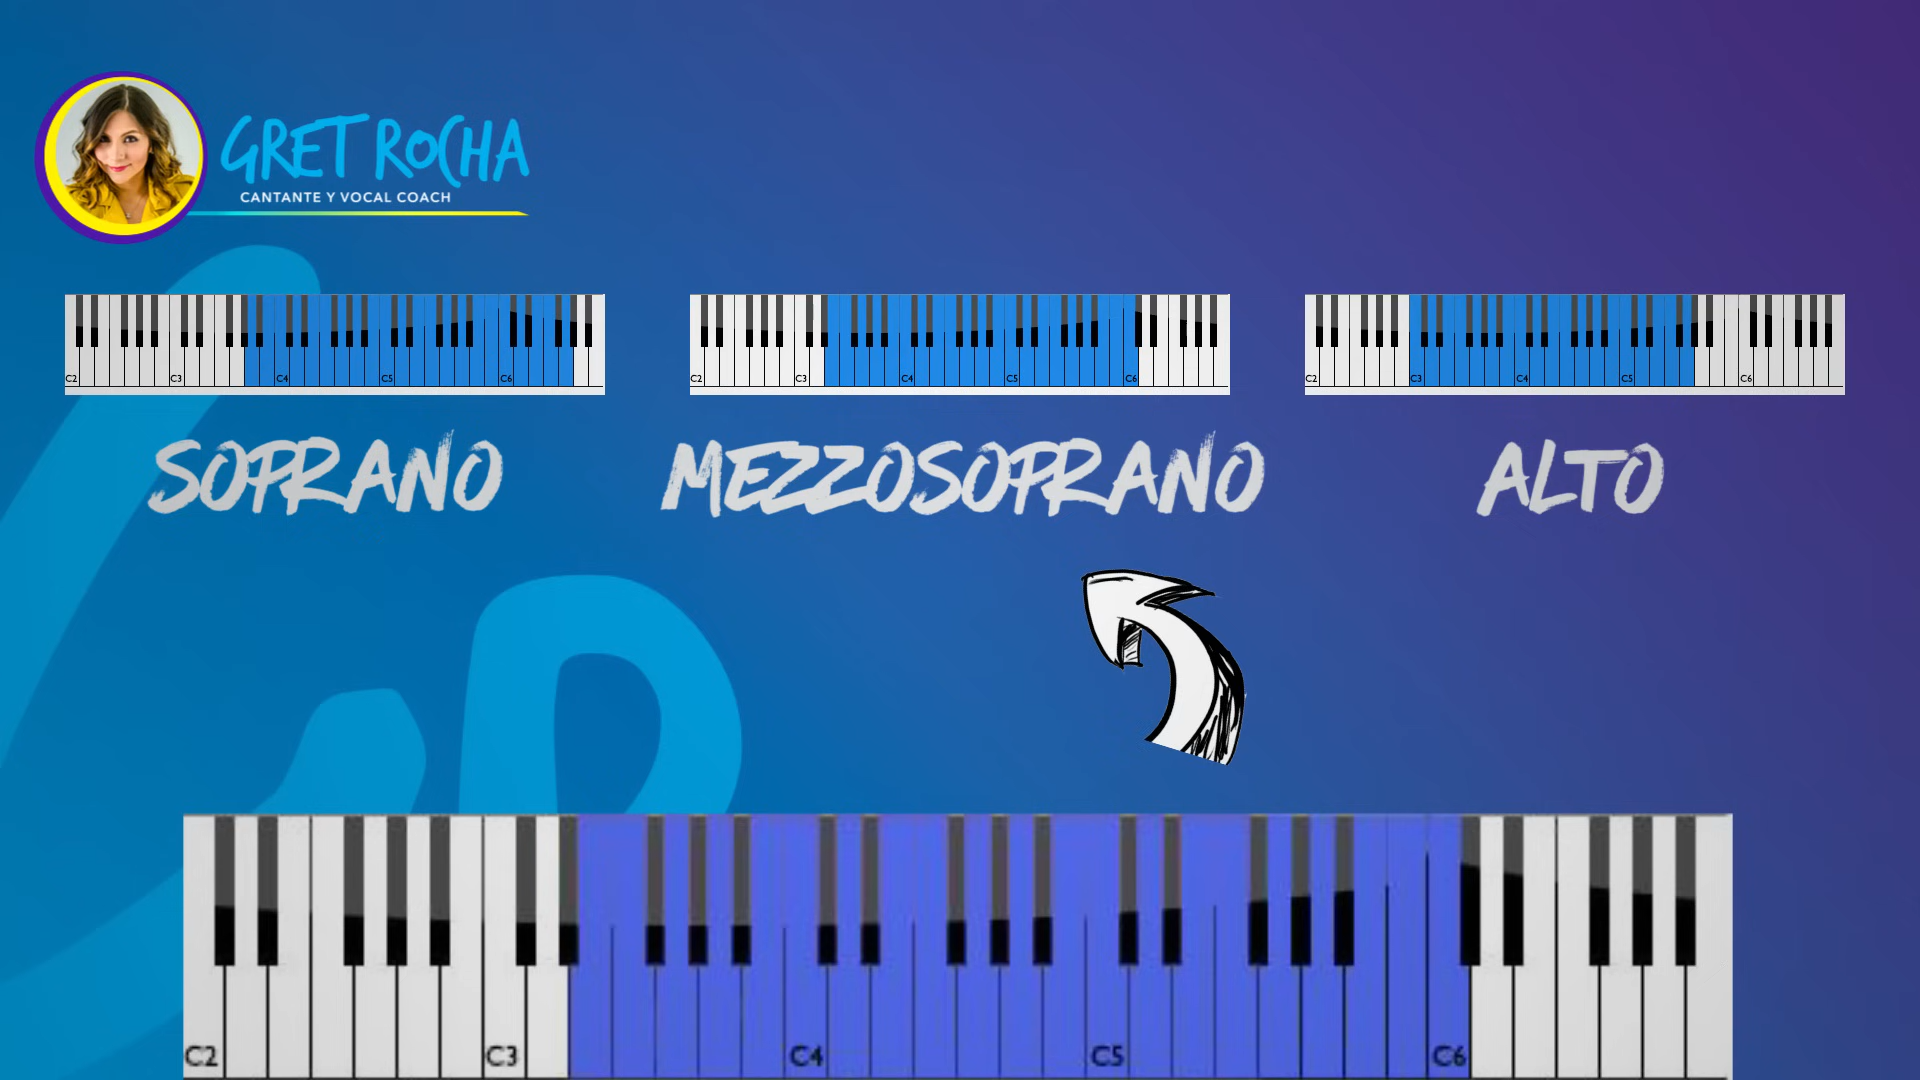 GRET ROCHA
CANTANTE Y VOCAL COACH
C2 C3 C4 C5 C6
C2 C3 C4 C5 C6
C2 C3 C4 C5 C6
SOPRANO
MEZZOSOPRANO
ALTO
C2 C3 C4 C5 C6